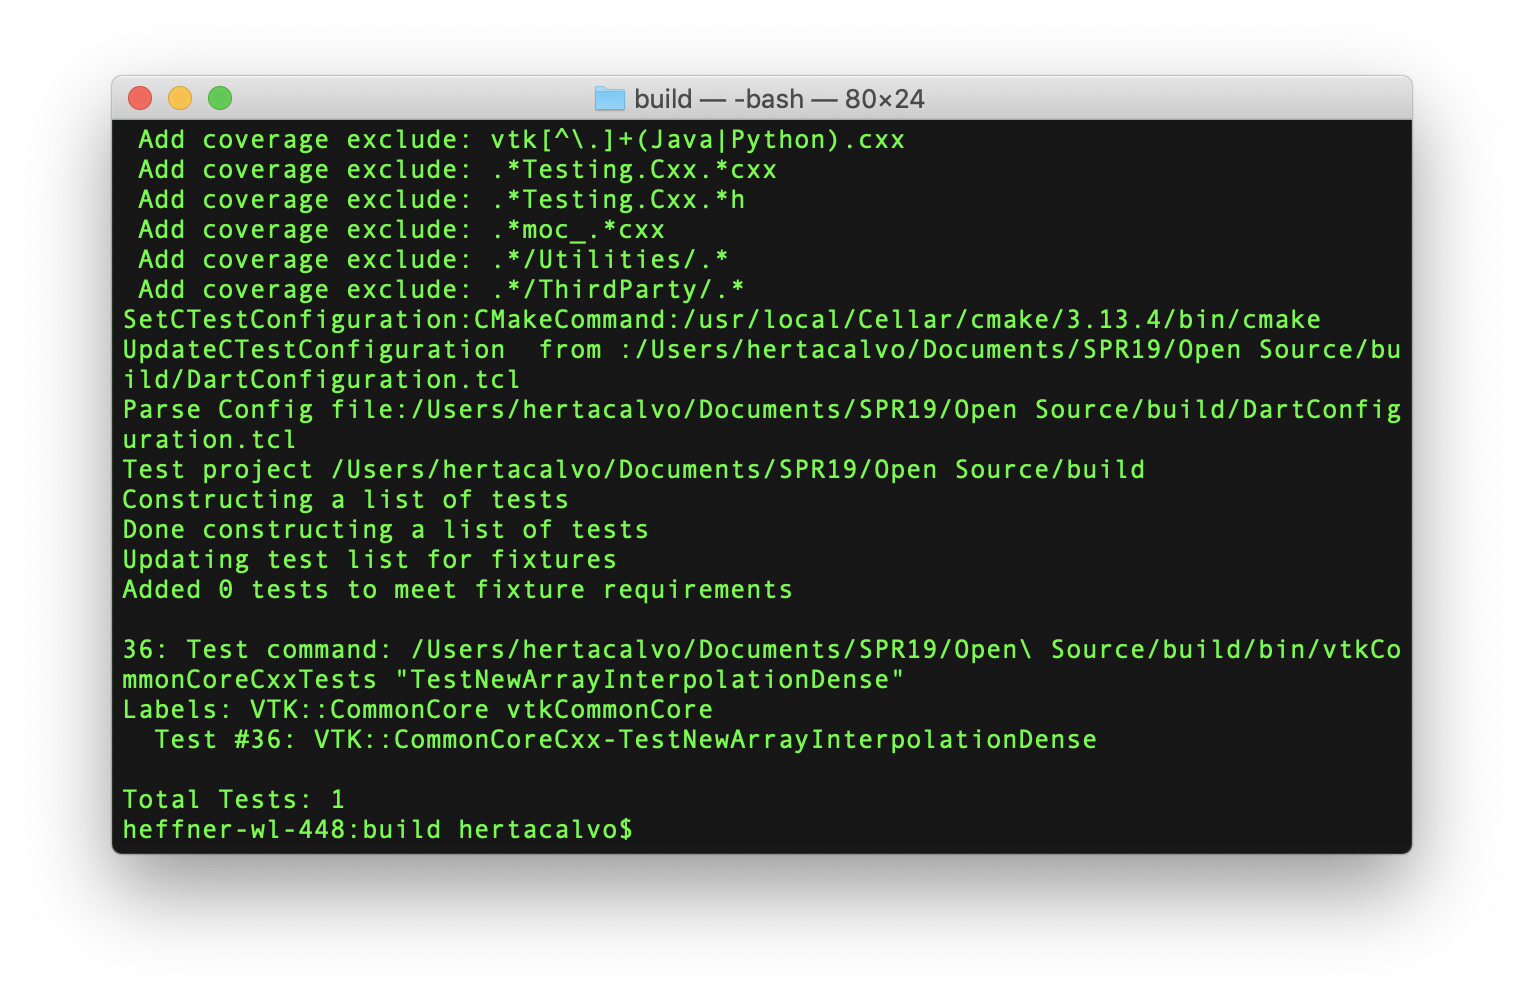 build — -bash — 80×24
Add coverage exclude: vtk[^\.]+(Java|Python).cxx
Add coverage exclude: .*Testing.Cxx.*cxx
Add coverage exclude: .*Testing.Cxx.*h
Add coverage exclude: .*moc_.*cxx
Add coverage exclude: .*/Utilities/.*
Add coverage exclude: .*/ThirdParty/.*
SetCTestConfiguration:CMakeCommand:/usr/local/Cellar/cmake/3.13.4/bin/cmake
UpdateCTestConfiguration  from :/Users/hertacalvo/Documents/SPR19/Open Source/bu
ild/DartConfiguration.tcl
Parse Config file:/Users/hertacalvo/Documents/SPR19/Open Source/build/DartConfig
uration.tcl
Test project /Users/hertacalvo/Documents/SPR19/Open Source/build
Constructing a list of tests
Done constructing a list of tests
Updating test list for fixtures
Added 0 tests to meet fixture requirements
36: Test command: /Users/hertacalvo/Documents/SPR19/Open\ Source/build/bin/vtkCo
mmonCoreCxxTests "TestNewArrayInterpolationDense"
Labels: VTK::CommonCore vtkCommonCore
Test #36: VTK::CommonCoreCxx-TestNewArrayInterpolationDense
Total Tests: 1
heffner-wl-448:build hertacalvo$